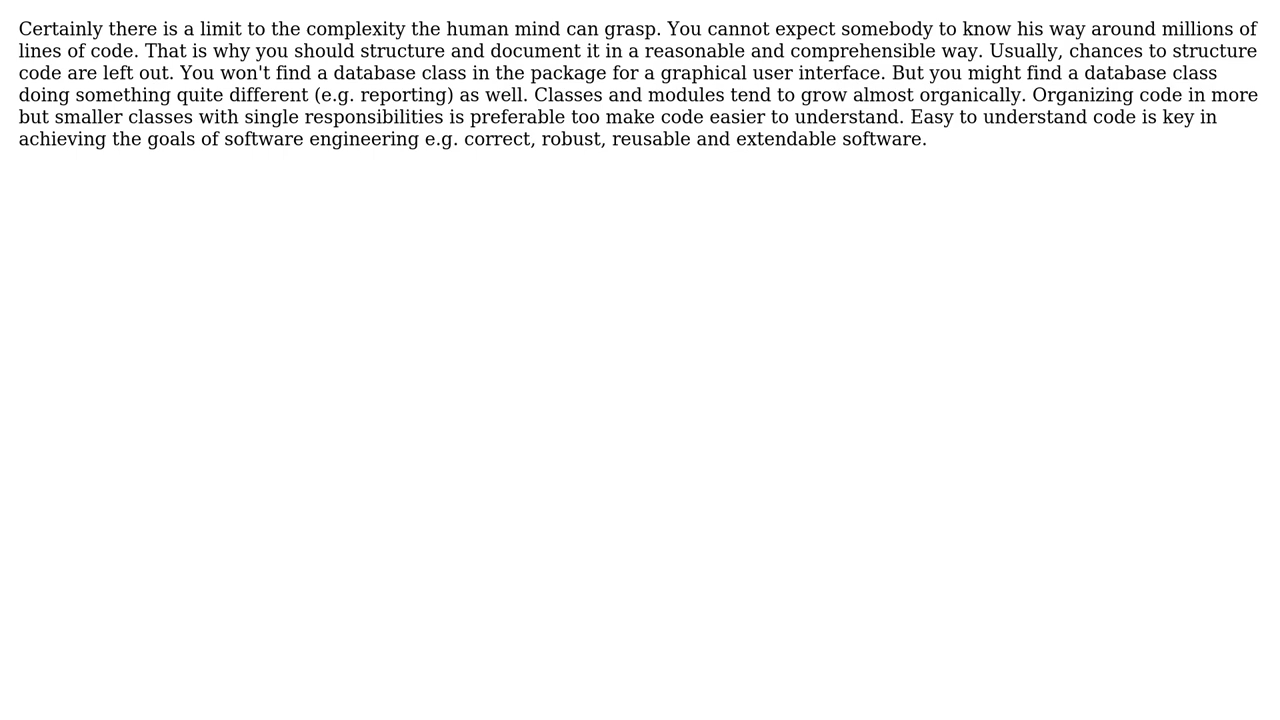 Certainly there is a limit to the complexity the human mind can grasp. You cannot expect somebody to know his way around millions of
lines of code. That is why you should structure and document it in a reasonable and comprehensible way. Usually, chances to structure
code are left out. You won't find a database class in the package for a graphical user interface. But you might find a database class
doing something quite different (e.g. reporting) as well. Classes and modules tend to grow almost organically. Organizing code in more
but smaller classes with single responsibilities is preferable too make code easier to understand. Easy to understand code is key in
achieving the goals of software engineering e.g. correct, robust, reusable and extendable software.